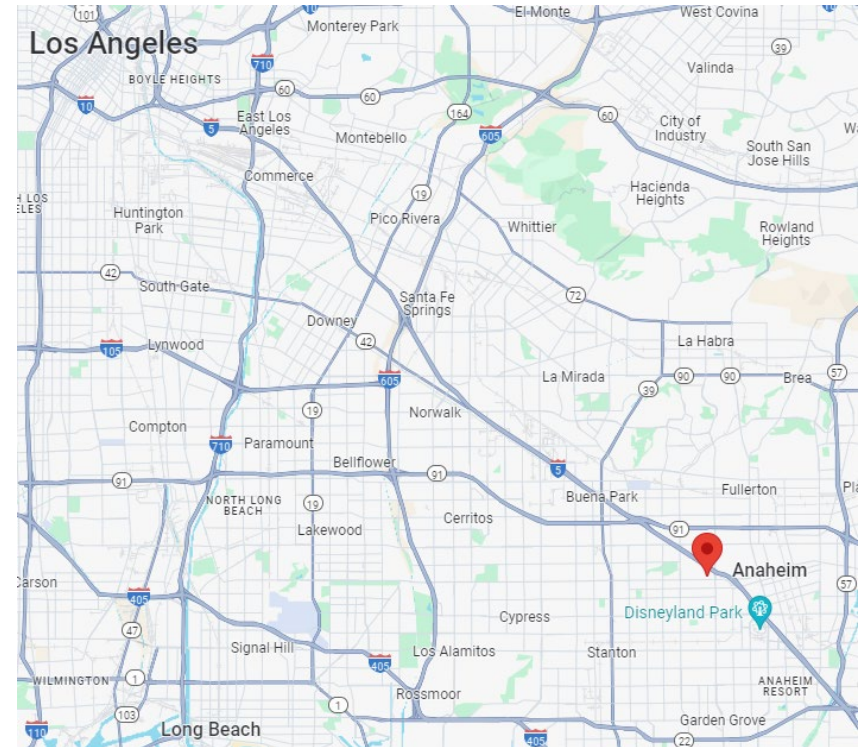 101
10
El Monte
West Covina
10
Monterey Park
Los Angeles
39
710
Valinda
BOYLE HEIGHTS
60
60
10
5
East Los
Angeles
164
60
City of
Industry
605
Montebello
South San
Jose Hills
Commerce
19
Hacienda
Heights
Pico Rivera
Whittier
Rowland
Heights
Huntington
Park
42
South Gate
Santa Fe
Springs
72
Downey
42
105
Lynwood
La Habra
605
La Mirada
90
90
Brea
57
39
19
Norwalk
Compton
710
Paramount
Bellflower
91
91
5
Buena Park
Fullerton
NORTH LONG
BEACH
19
Lakewood
Cerritos
91
Anaheim
Carson
405
57
Disneyland Park
Cypress
47
Signal Hill
Los Alamitos
Stanton
405
WILMINGTON
1
Rossmoor
ANAHEIM
RESORT
103
1
110
Long Beach
Garden Grove
405
22